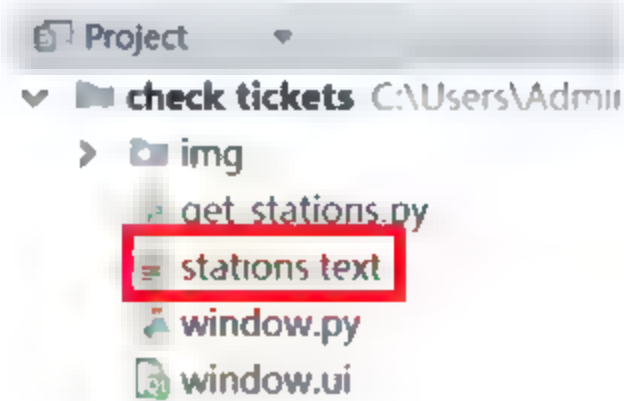 Project
check tickets C:\Users\Admi
img
get_stations.py
stations text
window.py
window.ui